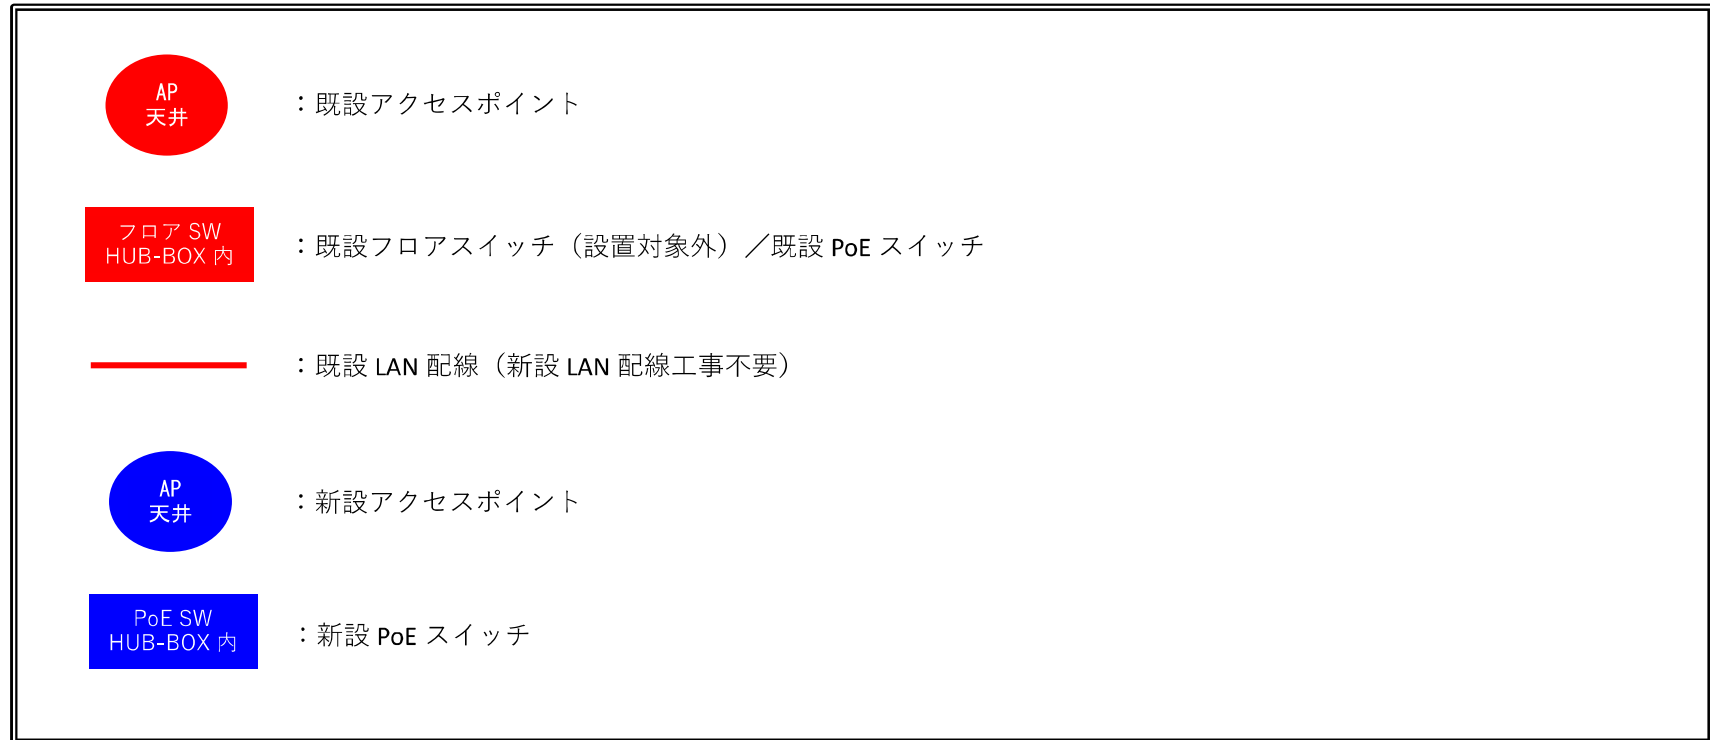 AP
天井
：既設アクセスポイント
フロア SW
HUB-BOX 内
：既設フロアスイッチ（設置対象外）／既設 PoE スイッチ
：既設 LAN 配線（新設 LAN 配線工事不要）
AP
天井
：新設アクセスポイント
PoE SW
HUB-BOX 内
：新設 PoE スイッチ